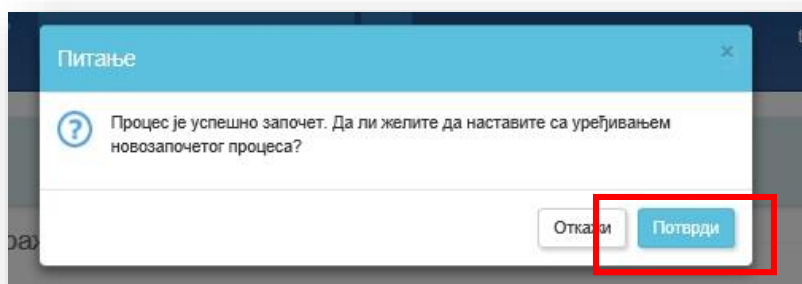 Питање
×
Процес је успешно започет. Да ли желите да наставите са уређивањем
новозапочетог процеса?
Откажи Потврди